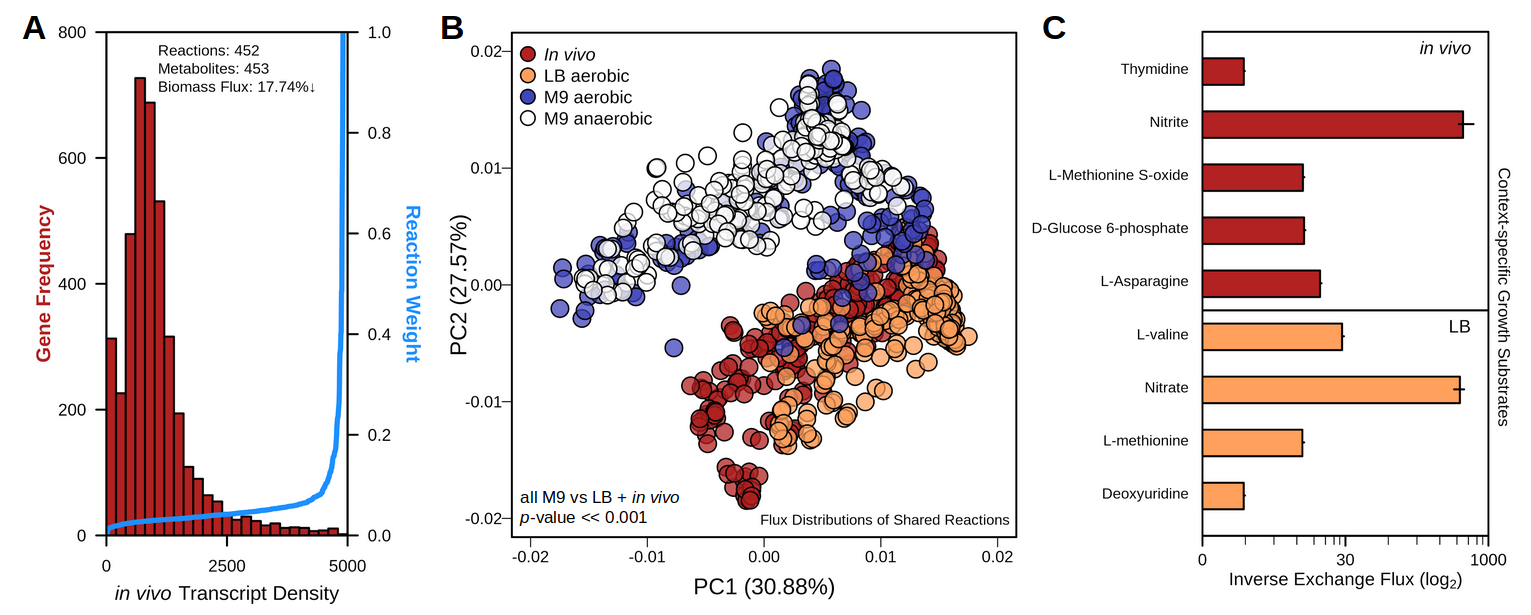 A
800
600
400
200
0
Gene Frequency
Reactions: 452
Metabolites: 453
Biomass Flux: 17.74%↓
1.0
0.8
0.6
0.4
0.2
0.0
Reaction Weight
0
2500
5000
in vivo Transcript Density
B
0.02
0.01
0.00
-0.01
-0.02
PC2 (27.57%)
In vivo
LB aerobic
M9 aerobic
M9 anaerobic
all M9 vs LB + in vivo
p-value << 0.001
Flux Distributions of Shared Reactions
-0.02
-0.01
0.00
0.01
0.02
PC1 (30.88%)
C
in vivo
Thymidine
Nitrite
L-Methionine S-oxide
D-Glucose 6-phosphate
L-Asparagine
LB
L-valine
Nitrate
L-methionine
Deoxyuridine
Context-specific Growth Substrates
0
30
1000
Inverse Exchange Flux (log₂)